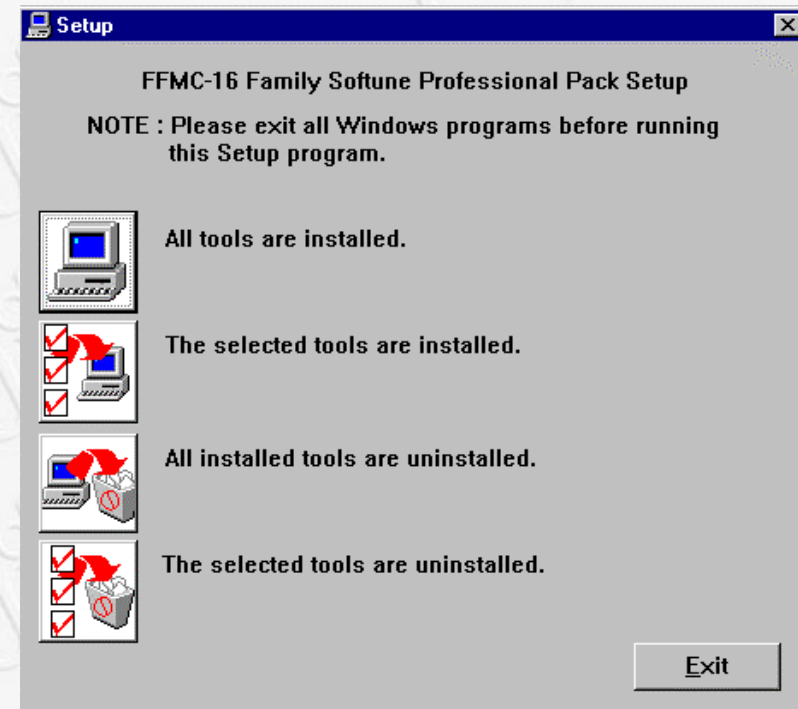 Setup
FFMC-16 Family Softune Professional Pack Setup
NOTE : Please exit all Windows programs before running
this Setup program.
All tools are installed.
The selected tools are installed.
All installed tools are uninstalled.
The selected tools are uninstalled.
Exit